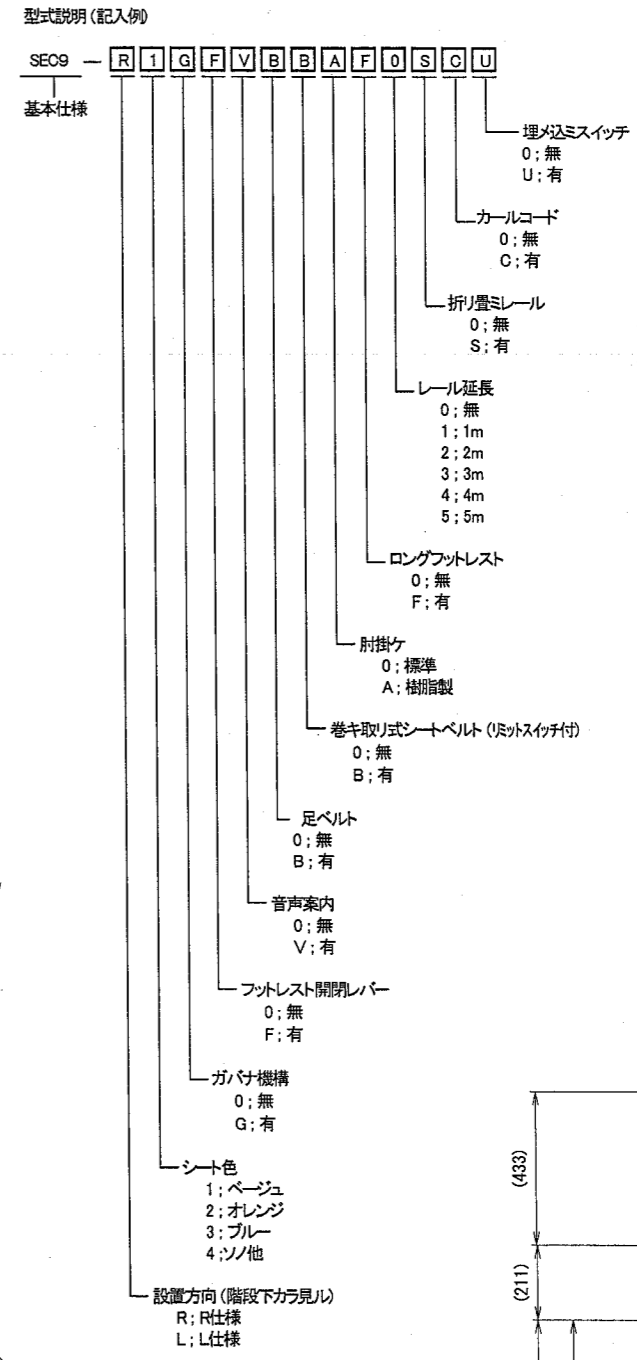 型式説明(記入例)
SEC9 — R 1 G F V B B A F 0 S C U
基本仕様
埋メ込ミスイッチ
0;無
U;有
カールコード
0;無
C;有
折リ畳ミレール
0;無
S;有
レール延長
0;無
1;1m
2;2m
3;3m
4;4m
5;5m
ロングフットレスト
0;無
F;有
肘掛ケ
0;標準
A;樹脂製
巻キ取リ式シートベルト(リミットスイッチ付)
0;無
B;有
足ベルト
0;無
B;有
音声案内
0;無
V;有
フットレスト開閉レバー
0;無
F;有
ガバナ機構
0;無
G;有
シート色
1;ベージュ
2;オレンジ
3;ブルー
4;ソノ他
設置方向(階段下カラ見ル)
R;R仕様
L;L仕様
(433)
(211)